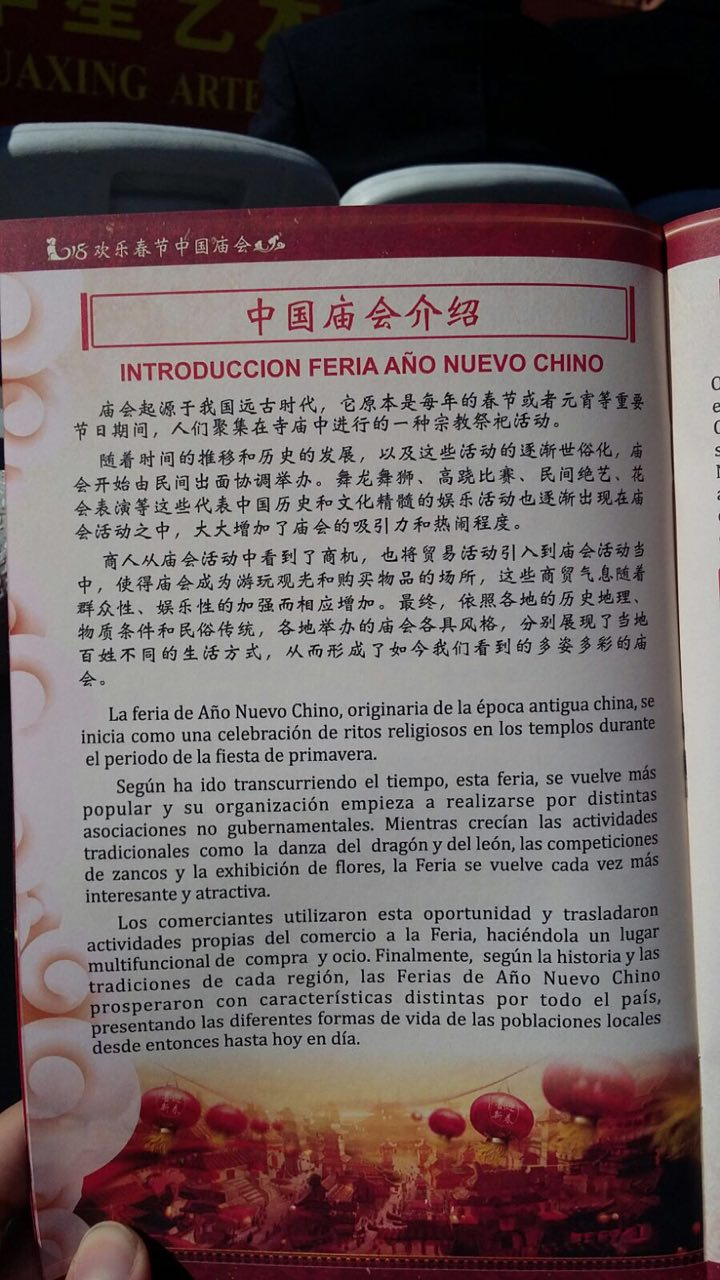 星艺术
UAXING ARTE
欢乐春节中国庙会
中国庙会介绍
INTRODUCCION FERIA AÑO NUEVO CHINO
庙会起源于我国远古时代，它原本是每年的春节或者元宵等重要
节日期间，人们聚集在寺庙中进行的一种宗教祭祀活动。
随着时间的推移和历史的发展，以及这些活动的逐渐世俗化，庙
会开始由民间出面协调举办。舞龙舞狮、高跷比赛、民间绝艺、花
会表演等这些代表中国历史和文化精髓的娱乐活动也逐渐出现在庙
会活动之中，大大增加了庙会的吸引力和热闹程度。
商人从庙会活动中看到了商机，也将贸易活动引入到庙会活动当
中，使得庙会成为游玩观光和购买物品的场所，这些商贸气息随着
群众性、娱乐性的加强而相应增加。最终，依照各地的历史地理、
物质条件和民俗传统，各地举办的庙会各具风格，分别展现了当地
百姓不同的生活方式，从而形成了如今我们看到的多姿多彩的庙
会。
La feria de Año Nuevo Chino, originaria de la época antigua china, se
inicia como una celebración de ritos religiosos en los templos durante
el periodo de la fiesta de primavera.
Según ha ido transcurriendo el tiempo, esta feria, se vuelve más
popular y su organización empieza a realizarse por distintas
asociaciones no gubernamentales. Mientras crecían las actividades
tradicionales como la danza del dragón y del león, las competiciones
de zancos y la exhibición de flores, la Feria se vuelve cada vez más
interesante y atractiva.
Los comerciantes utilizaron esta oportunidad y trasladaron
actividades propias del comercio a la Feria, haciéndola un lugar
multifuncional de compra y ocio. Finalmente, según la historia y las
tradiciones de cada región, las Ferias de Año Nuevo Chino
prosperaron con características distintas por todo el país,
presentando las diferentes formas de vida de las poblaciones locales
desde entonces hasta hoy en día.
新春